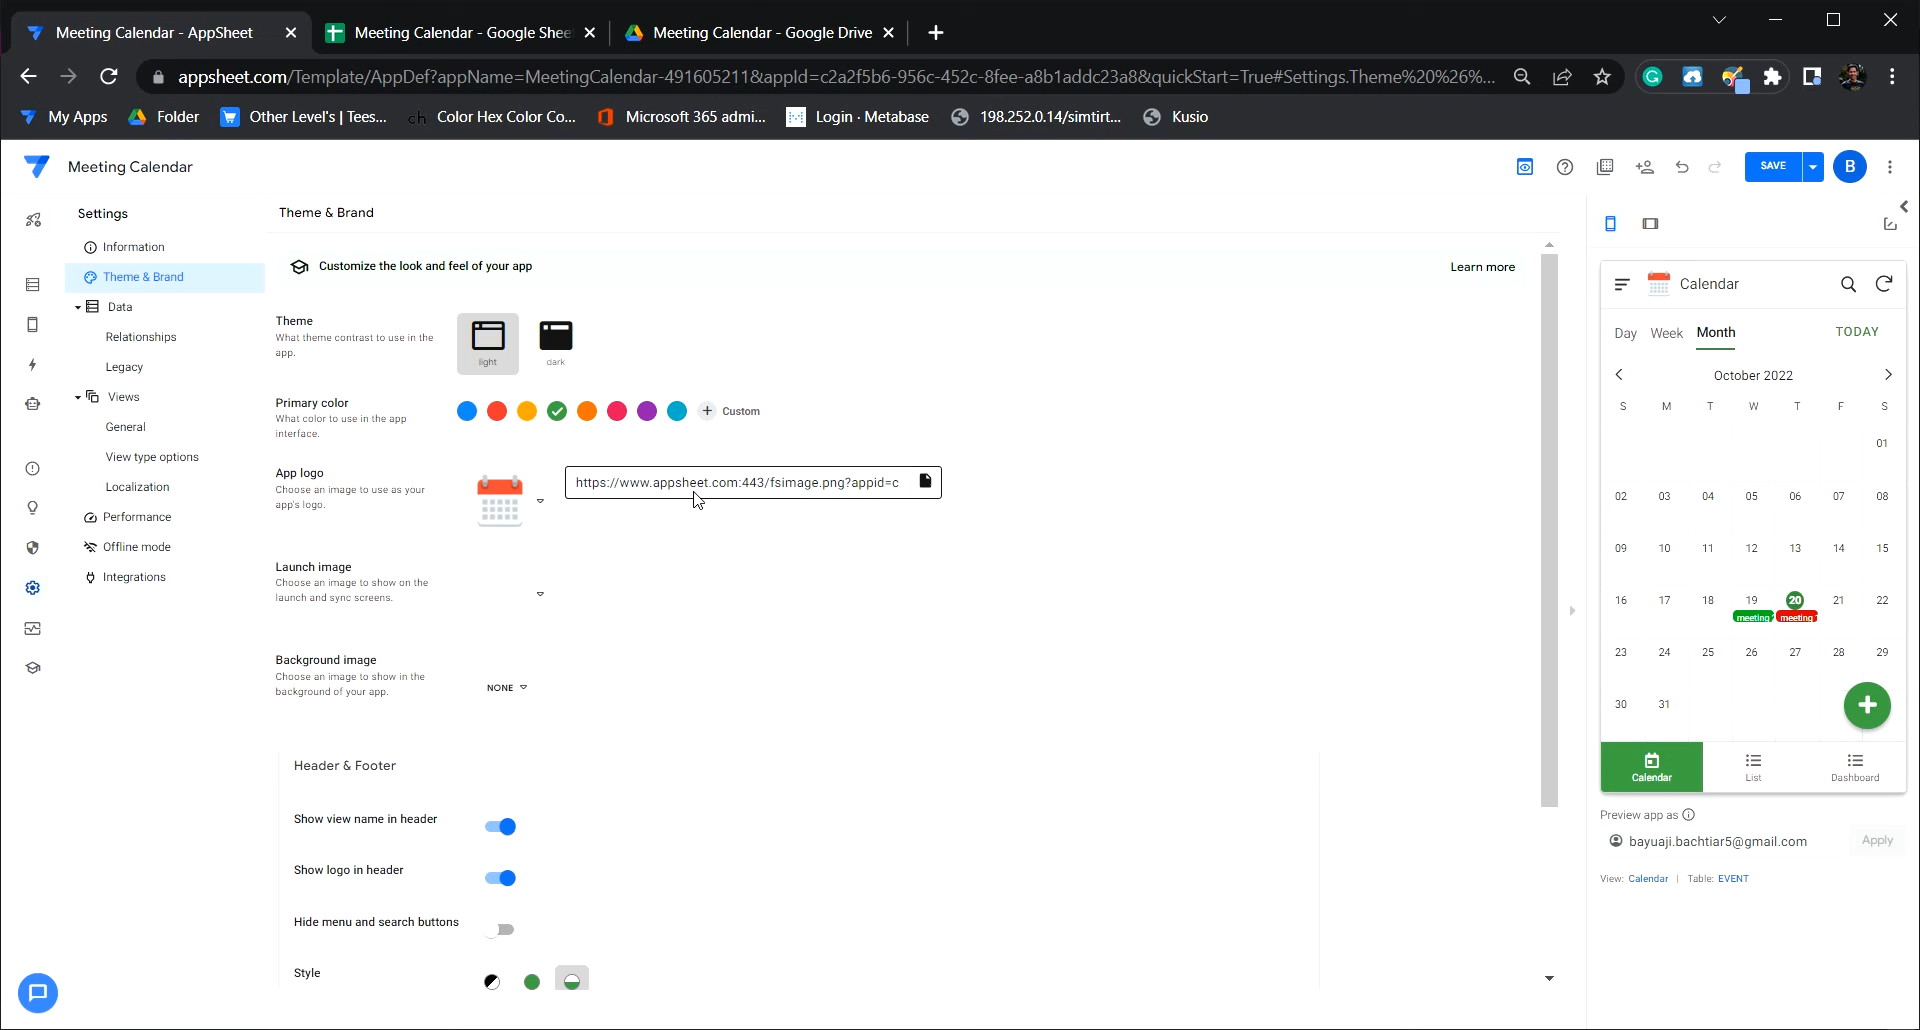 Meeting Calendar - AppSheet
Meeting Calendar - Google Shee
Meeting Calendar - Google Drive
appsheet.com/Template/AppDef?appName=MeetingCalendar-491605211&appId=c2a2f5b6-956c-452c-8fee-a8b1addc23a8&quickStart=True#Settings.Theme%20%26%...
My Apps
Folder
Other Level's | Tees...
ch Color Hex Color Co...
Microsoft 365 admi...
Login · Metabase
198.252.0.14/simtirt...
Kusio
Meeting Calendar
SAVE
B
Settings
Information
Theme & Brand
Data
Relationships
Legacy
Views
General
View type options
Localization
Performance
Offline mode
Integrations
Theme & Brand
Customize the look and feel of your app
Learn more
Theme
What theme contrast to use in the
app.
light
dark
Primary color
What color to use in the app
interface.
Custom
App logo
Choose an image to use as your
app's logo.
https://www.appsheet.com:443/fsimage.png?appid=c
Launch image
Choose an image to show on the
launch and sync screens.
Background image
Choose an image to show in the
background of your app.
NONE
Header & Footer
Show view name in header
Show logo in header
Hide menu and search buttons
Style
Calendar
Day Week Month TODAY
October 2022
S M T W T F S
01
02 03 04 05 06 07 08
09 10 11 12 13 14 15
16 17 18 19 20 21 22
meeting meeting
23 24 25 26 27 28 29
30 31
Calendar List Dashboard
Preview app as
bayuaji.bachtiar5@gmail.com
Apply
View: Calendar | Table: EVENT